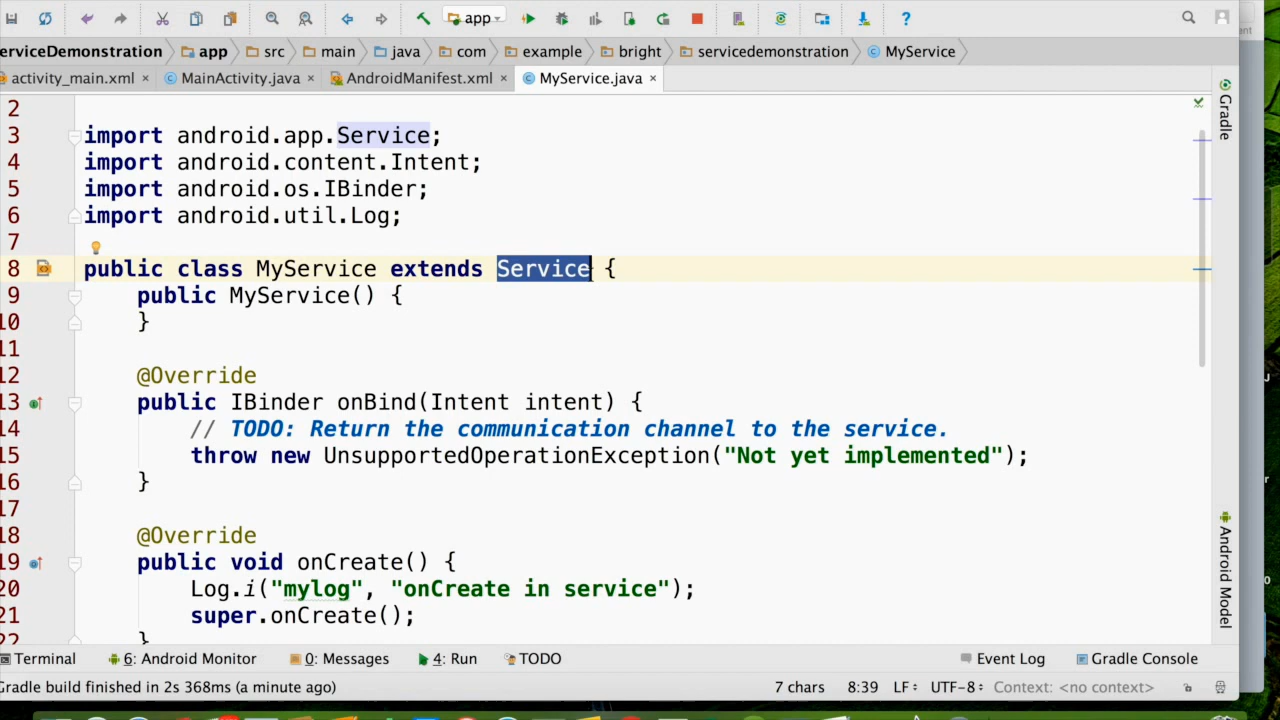 app
erviceDemonstration app src main java com example bright servicedemonstration MyService
activity_main.xml × MainActivity.java × AndroidManifest.xml × MyService.java ×
2
3 import android.app.Service;
4 import android.content.Intent;
5 import android.os.IBinder;
6 import android.util.Log;
7
8 public class MyService extends Service {
9 public MyService() {
10 }
11
12 @Override
13 public IBinder onBind(Intent intent) {
14 // TODO: Return the communication channel to the service.
15 throw new UnsupportedOperationException("Not yet implemented");
16 }
17
18 @Override
19 public void onCreate() {
20 Log.i("mylog", "onCreate in service");
21 super.onCreate();
22 }
Gradle
Android Model
Terminal 6: Android Monitor 0: Messages 4: Run TODO Event Log Gradle Console
Gradle build finished in 2s 368ms (a minute ago) 7 chars 8:39 LF÷ UTF-8÷ Context: <no context>